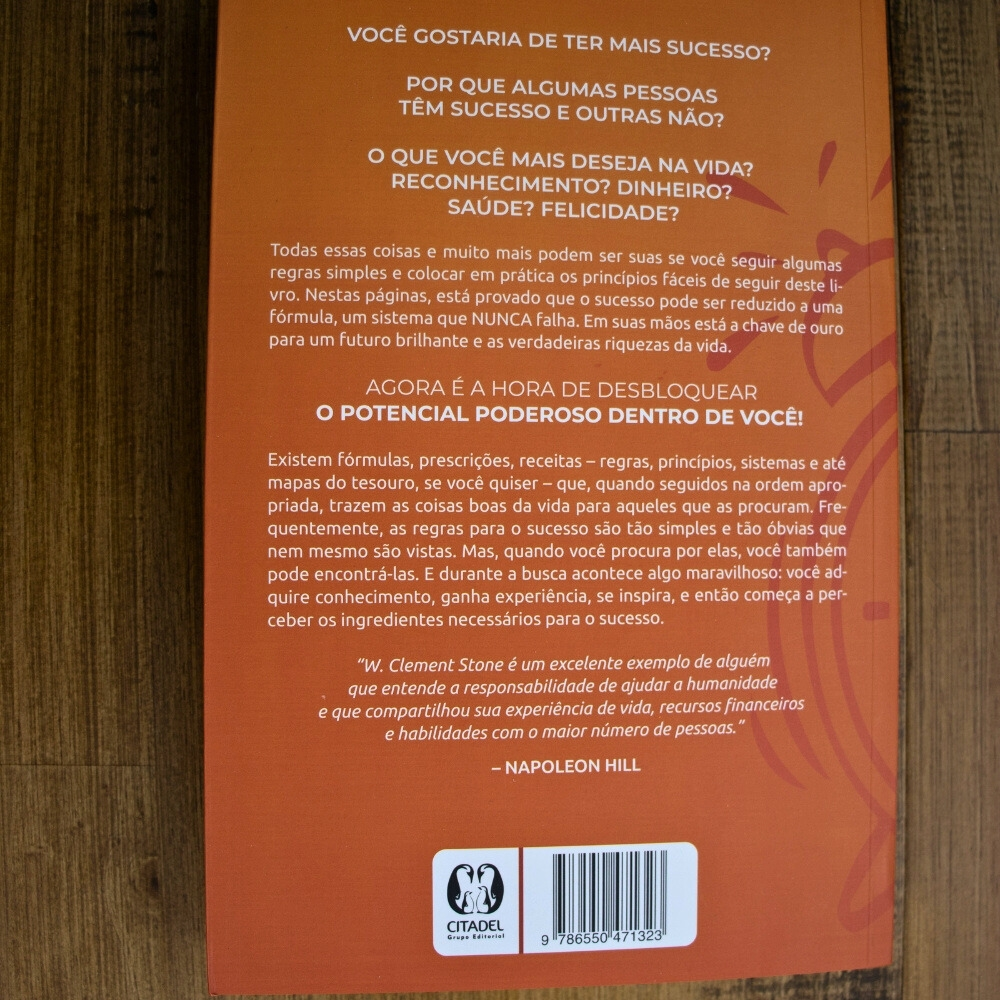 VOCÊ GOSTARIA DE TER MAIS SUCESSO?
POR QUE ALGUMAS PESSOAS
TÊM SUCESSO E OUTRAS NÃO?
O QUE VOCÊ MAIS DESEJA NA VIDA?
RECONHECIMENTO? DINHEIRO?
SAÚDE? FELICIDADE?
Todas essas coisas e muito mais podem ser suas se você seguir algumas
regras simples e colocar em prática os princípios fáceis de seguir deste li-
vro. Nestas páginas, está provado que o sucesso pode ser reduzido a uma
fórmula, um sistema que NUNCA falha. Em suas mãos está a chave de ouro
para um futuro brilhante e as verdadeiras riquezas da vida.
AGORA É A HORA DE DESBLOQUEAR
O POTENCIAL PODEROSO DENTRO DE VOCÊ!
Existem fórmulas, prescrições, receitas – regras, princípios, sistemas e até
mapas do tesouro, se você quiser – que, quando seguidos na ordem apro-
priada, trazem as coisas boas da vida para aqueles que as procuram. Fre-
quentemente, as regras para o sucesso são tão simples e tão óbvias que
nem mesmo são vistas. Mas, quando você procura por elas, você também
pode encontrá-las. E durante a busca acontece algo maravilhoso: você ad-
quire conhecimento, ganha experiência, se inspira, e então começa a per-
ceber os ingredientes necessários para o sucesso.
“W. Clement Stone é um excelente exemplo de alguém
que entende a responsabilidade de ajudar a humanidade
e que compartilhou sua experiência de vida, recursos financeiros
e habilidades com o maior número de pessoas.”
– NAPOLEON HILL
CITADEL
Grupo Editorial
9 786550 471323